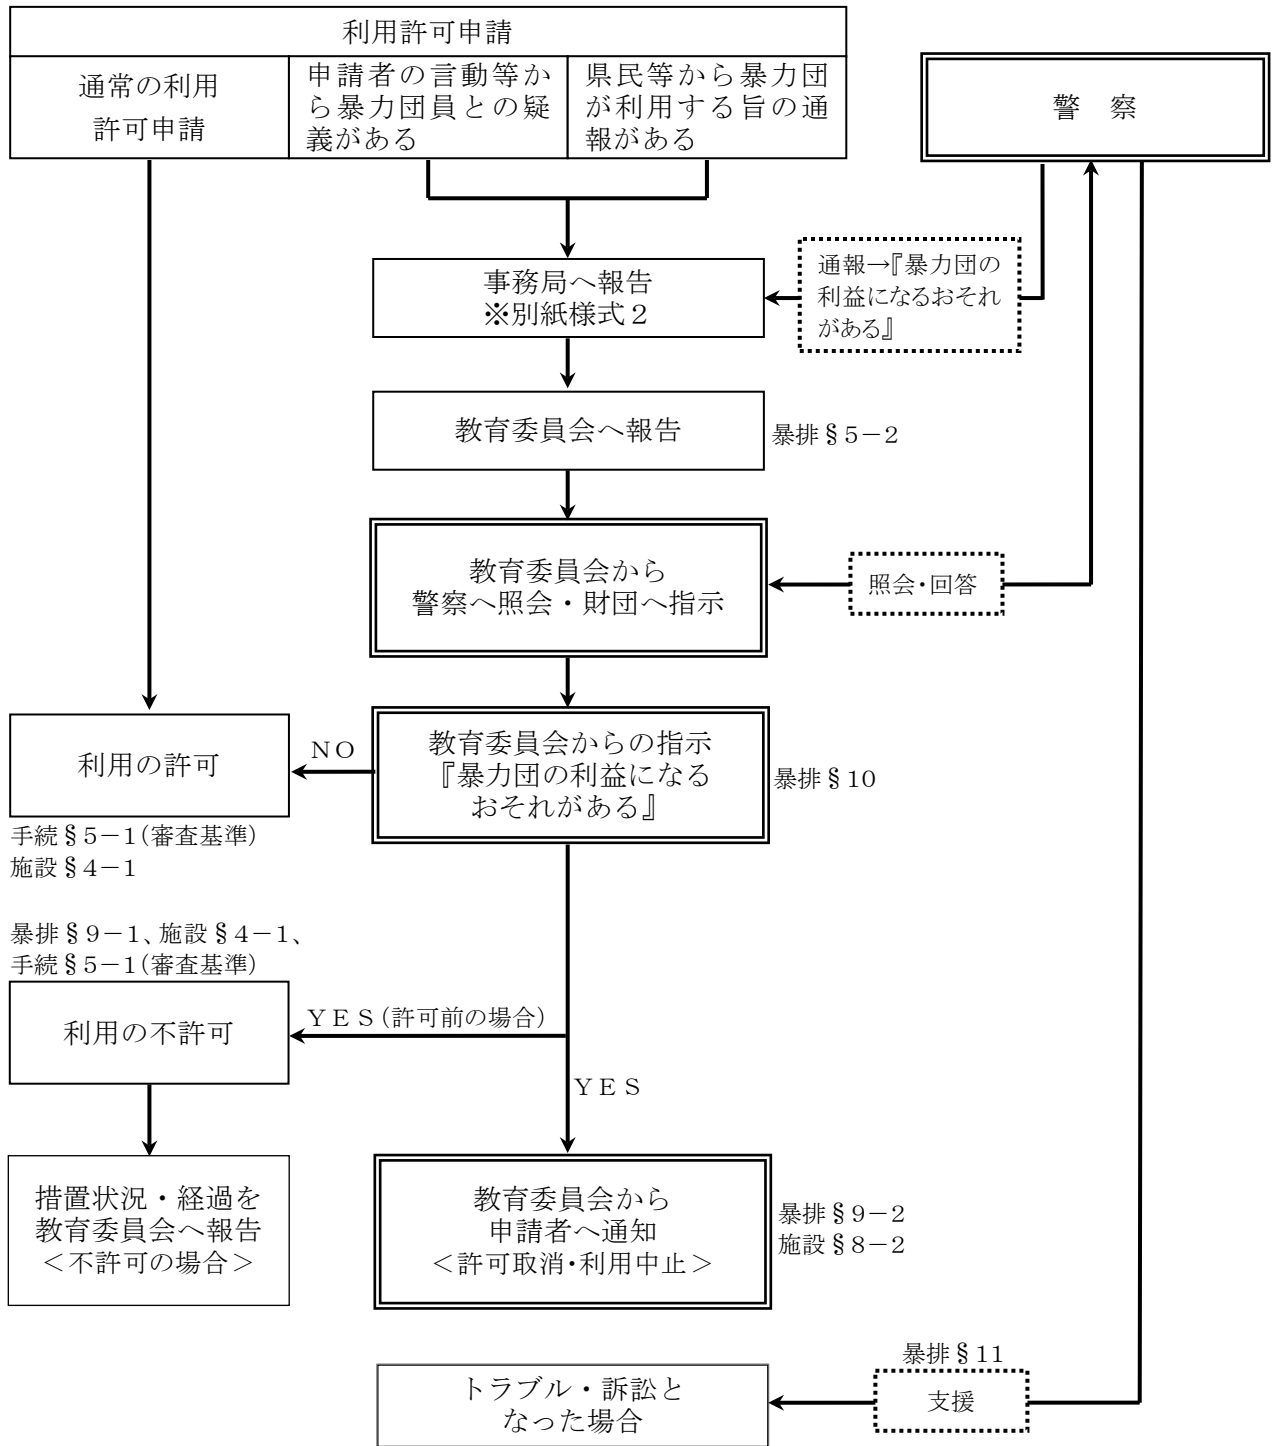 利用許可申請
通常の利用
許可申請
申請者の言動等か
ら暴力団員との疑
義がある
県民等から暴力団
が利用する旨の通
報がある
警　察
通報→『暴力団の
利益になるおそれ
がある』
事務局へ報告
※別紙様式２
教育委員会へ報告
暴排§５－２
教育委員会から
警察へ照会・財団へ指示
照会・回答
教育委員会からの指示
『暴力団の利益になる
おそれがある』
暴排§10
ＮＯ
利用の許可
手続§５－１（審査基準）
施設§４－１
暴排§９－１、施設§４－１、
手続§５－１（審査基準）
利用の不許可
ＹＥＳ（許可前の場合）
ＹＥＳ
措置状況・経過を
教育委員会へ報告
＜不許可の場合＞
教育委員会から
申請者へ通知
＜許可取消・利用中止＞
暴排§９－２
施設§８－２
暴排§11
支援
トラブル・訴訟と
なった場合